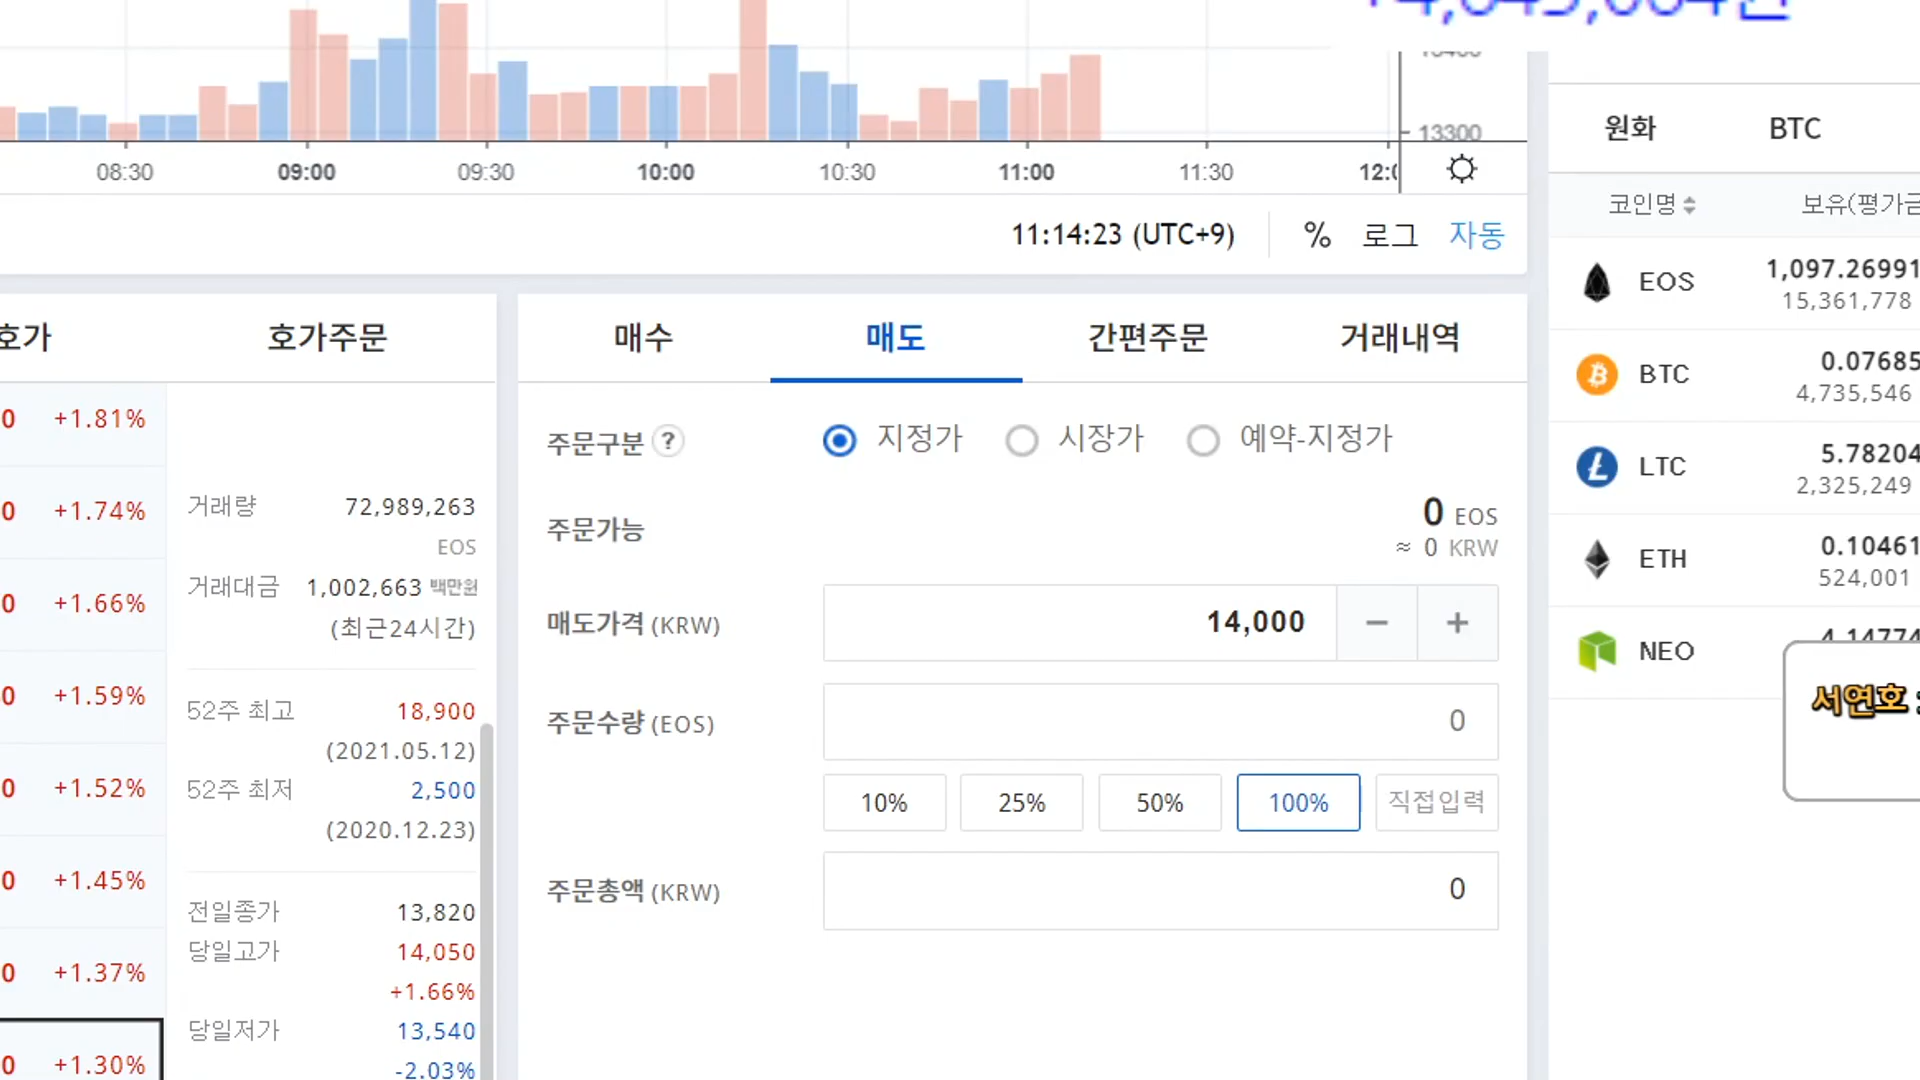 13300
08:30 09:00 09:30 10:00 10:30 11:00 11:30
11:14:23 (UTC+9) % 로그 자동
호가 호가주문
+1.81%
+1.74%
+1.66%
+1.59%
+1.52%
+1.45%
+1.37%
+1.30%
거래량 72,989,263
EOS
거래대금 1,002,663 백만원
(최근24시간)
52주 최고 18,900
(2021.05.12)
52주 최저 2,500
(2020.12.23)
전일종가 13,820
당일고가 14,050
+1.66%
당일저가 13,540
-2.03%
매수 매도 간편주문 거래내역
주문구분 ? 지정가 시장가 예약-지정가
주문가능 0 EOS
≈ 0 KRW
매도가격 (KRW) 14,000 − +
주문수량 (EOS) 0
10% 25% 50% 100% 직접입력
주문총액 (KRW) 0
원화 BTC
코인명 보유(평가금
EOS 1,097.26991
15,361,778
BTC 0.07685
4,735,546
LTC 5.78204
2,325,249
ETH 0.10461
524,001
NEO 4.14774
서연호 :